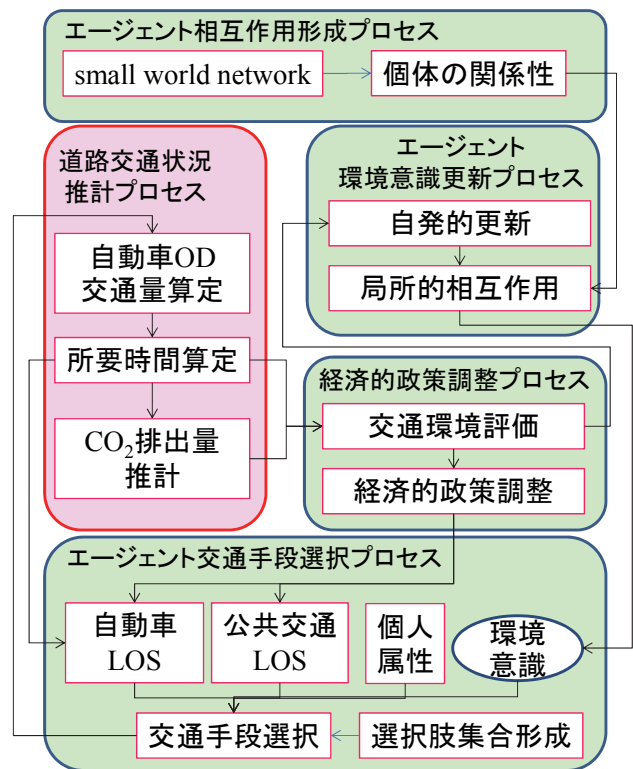 エージェント相互作用形成プロセス
small world network
個体の関係性
道路交通状況
推計プロセス
自動車OD
交通量算定
所要時間算定
CO₂排出量
推計
エージェント
環境意識更新プロセス
自発的更新
局所的相互作用
経済的政策調整プロセス
交通環境評価
経済的政策調整
エージェント交通手段選択プロセス
自動車
LOS
公共交通
LOS
個人
属性
環境
意識
交通手段選択
選択肢集合形成